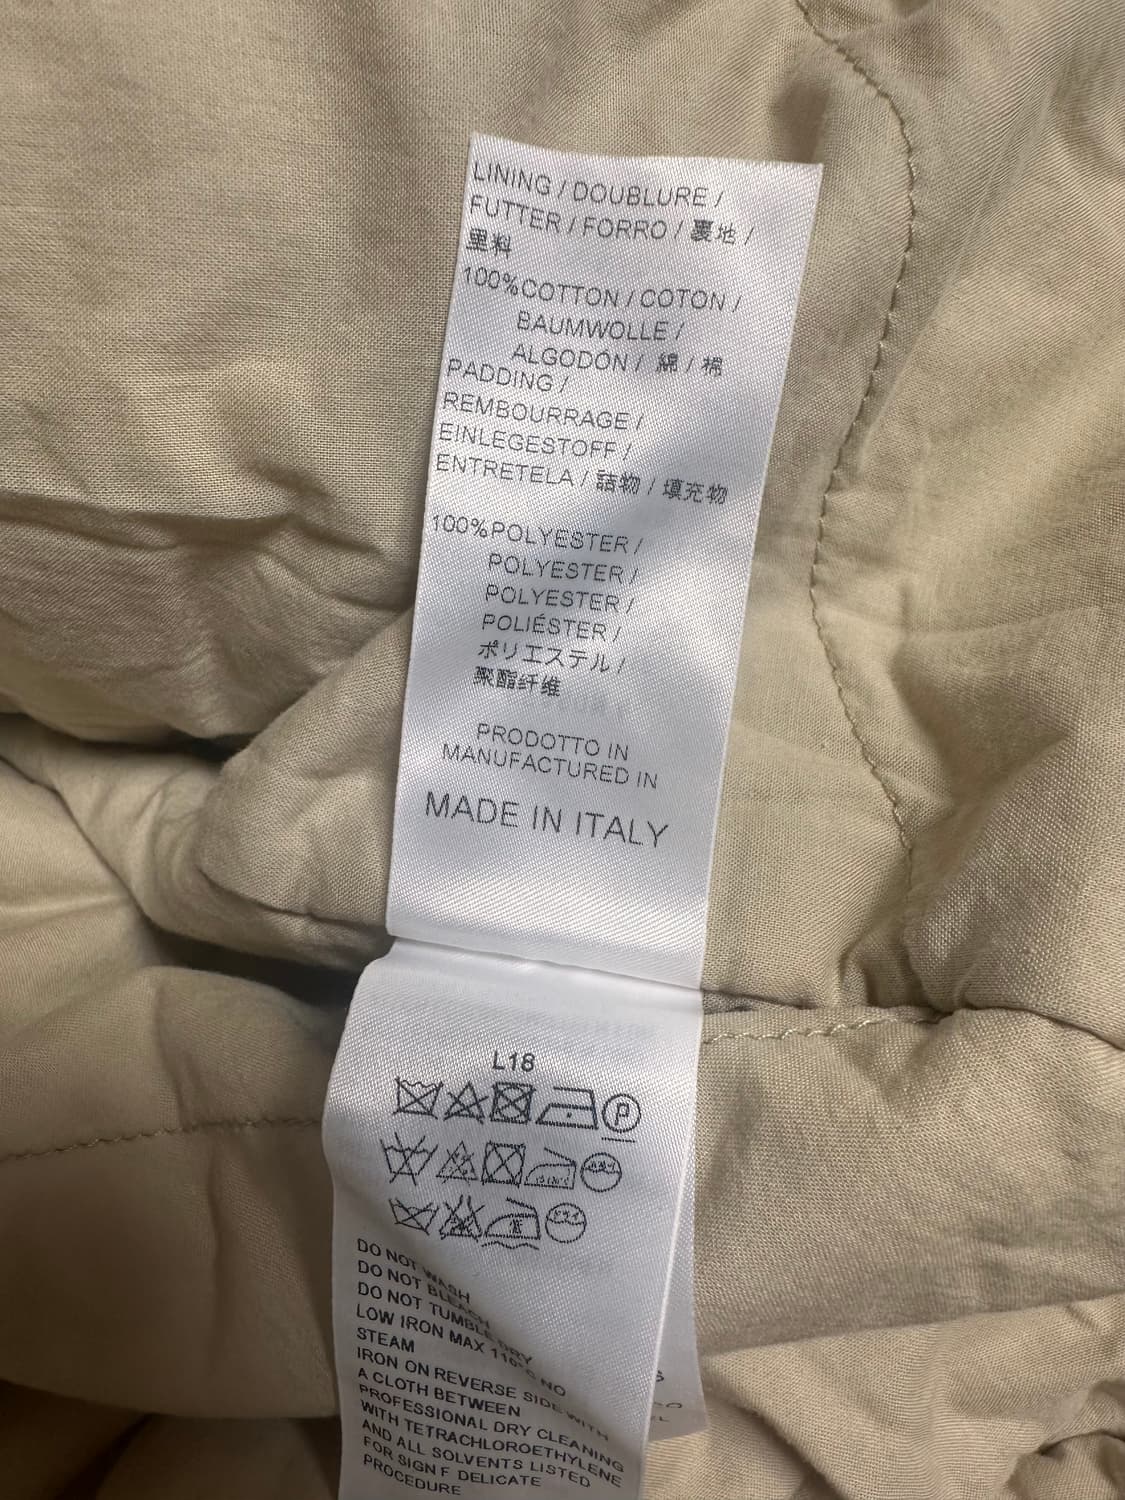 LINING / DOUBLURE /
FUTTER / FORRO / 裏地 /
里料
100%COTTON / COTON /
BAUMWOLLE /
ALGODÓN / 綿 / 棉
PADDING /
REMBOURRAGE /
EINLEGESTOFF /
ENTRETELA / 詰物 / 填充物
100%POLYESTER /
POLYESTER /
POLYESTER /
POLIÉSTER /
ポリエステル /
聚酯纤维
PRODOTTO IN
MANUFACTURED IN
MADE IN ITALY
L18
P
DO NOT WASH
DO NOT BLEACH
DO NOT TUMBLE DRY
LOW IRON MAX 110°C NO
STEAM
IRON ON REVERSE SIDE WITH
A CLOTH BETWEEN
PROFESSIONAL DRY CLEANING
WITH TETRACHLOROETHYLENE
AND ALL SOLVENTS LISTED
FOR SIGN F DELICATE
PROCEDURE